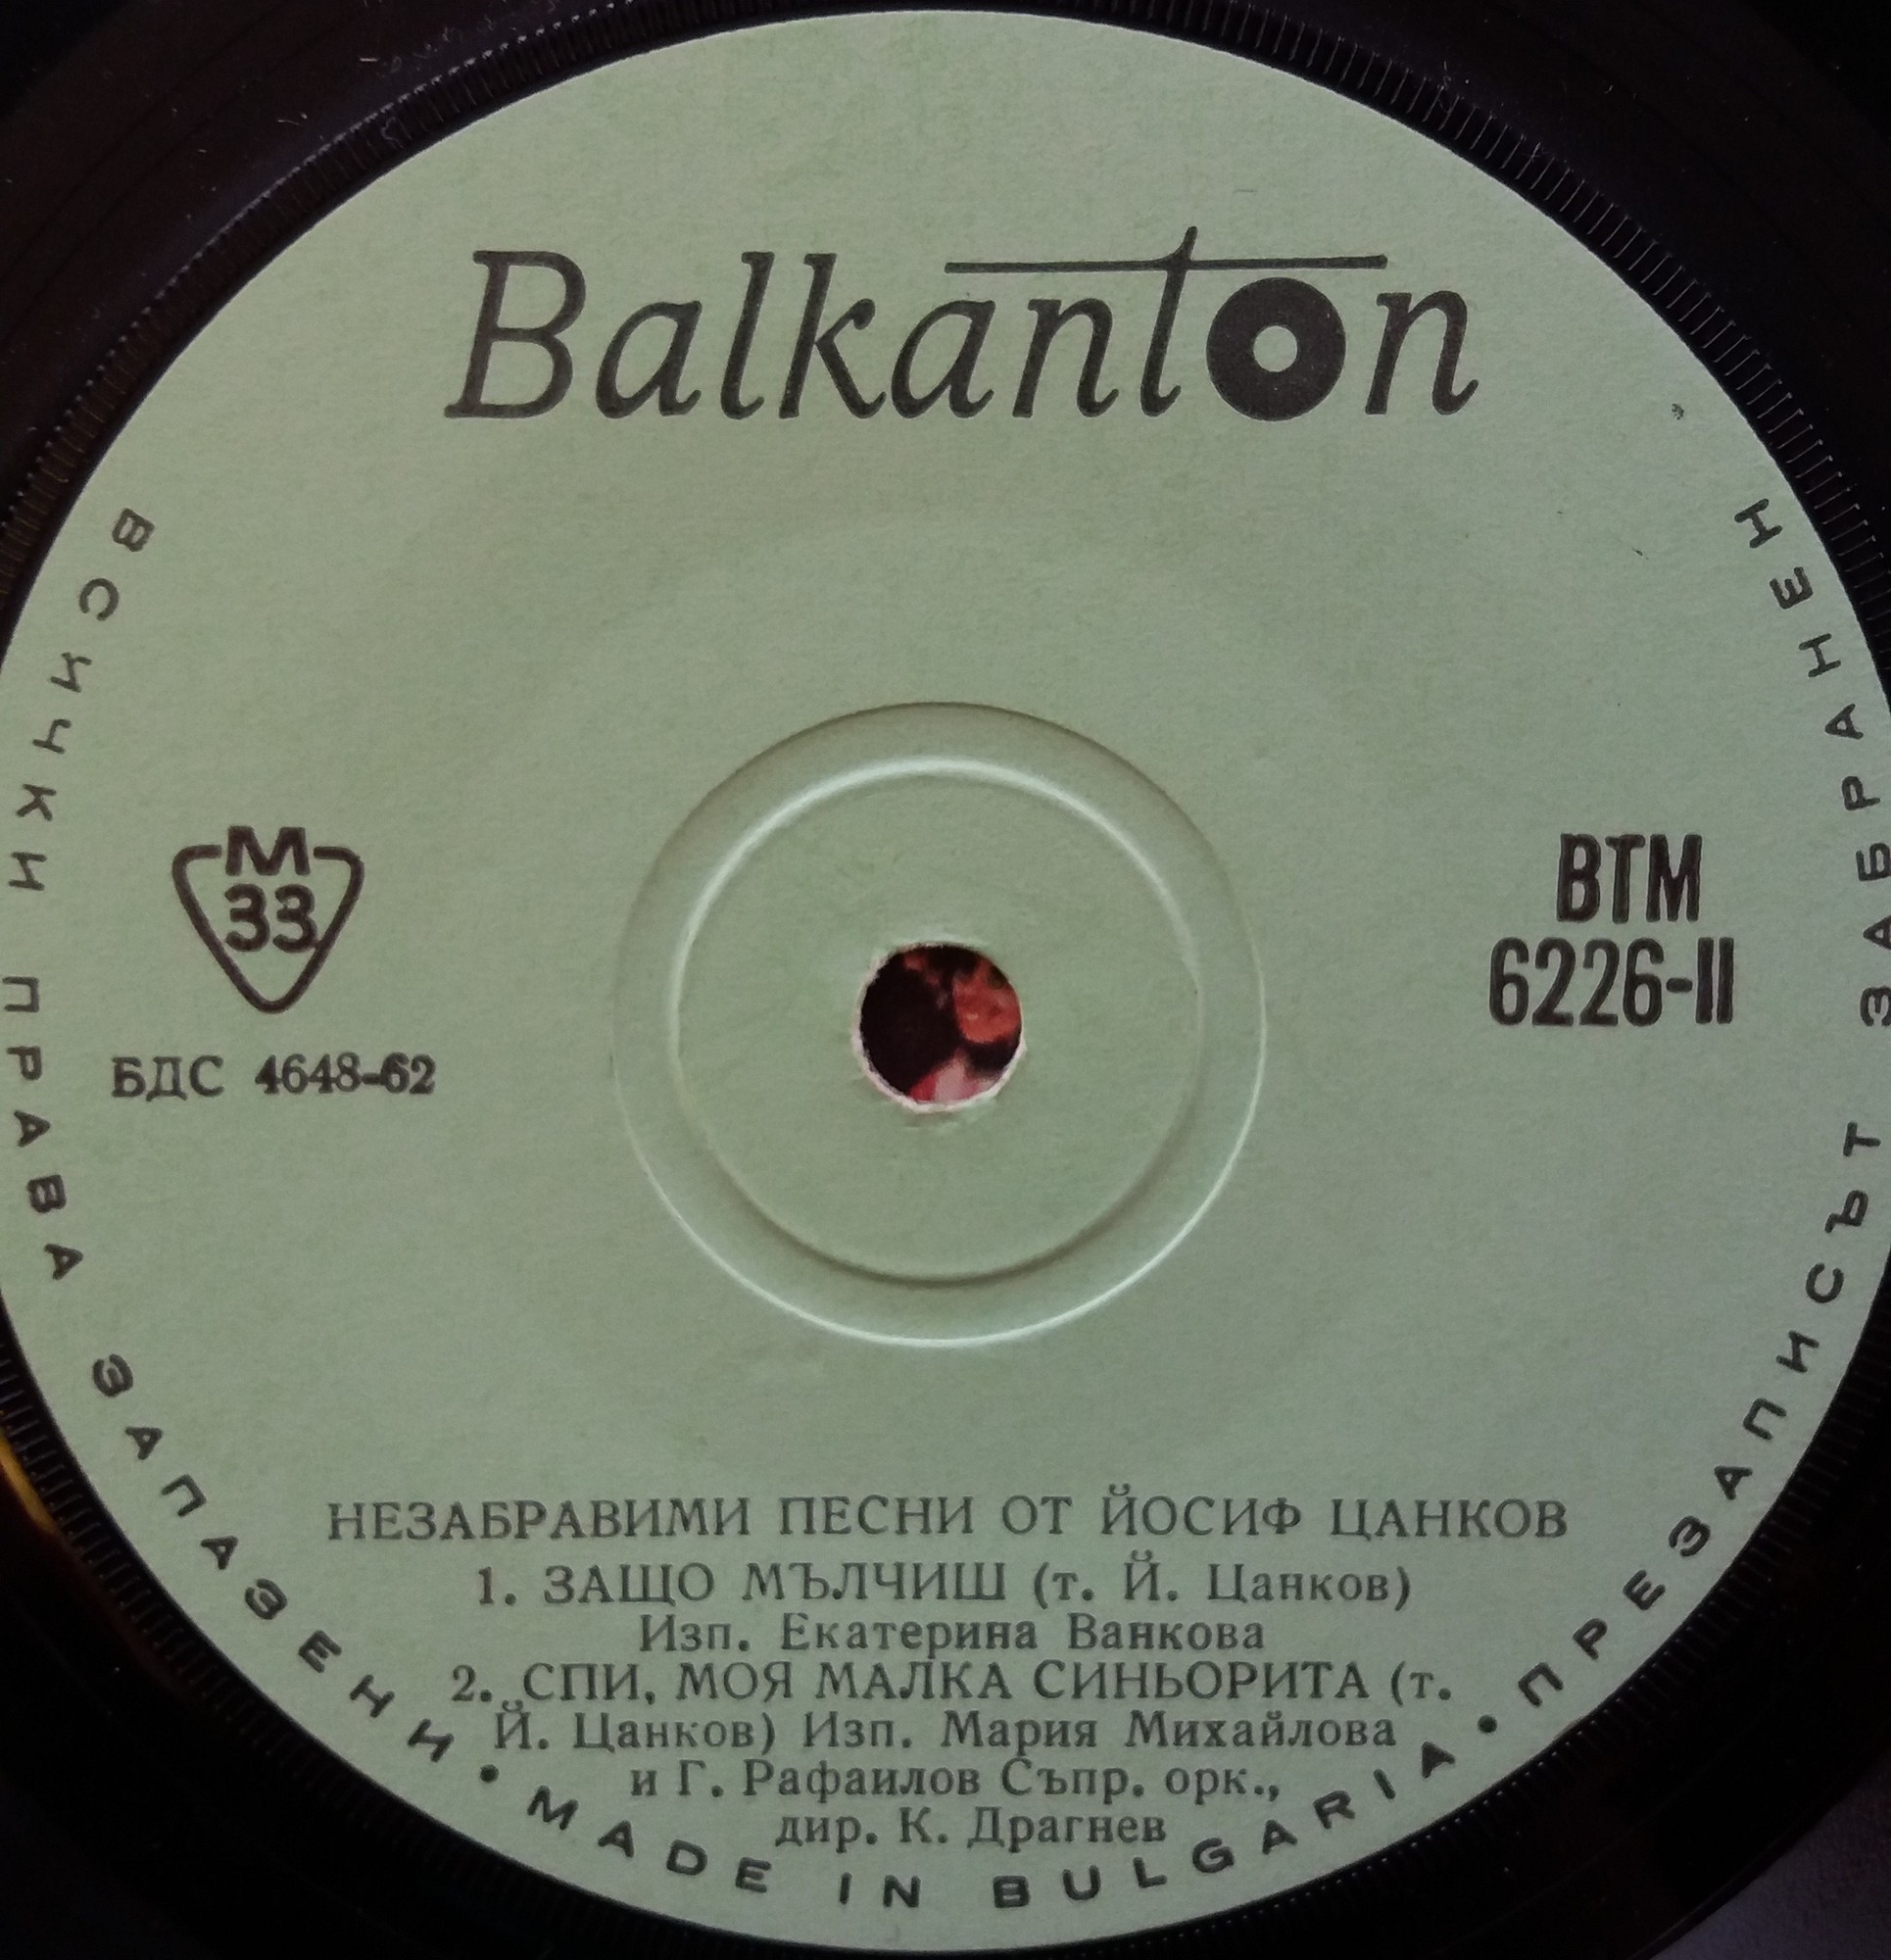 Balkanton
М
33
БДС 4648-62
ВТМ
6226-II
НЕЗАБРАВИМИ ПЕСНИ ОТ ЙОСИФ ЦАНКОВ
1. ЗАЩО МЪЛЧИШ (т. Й. Цанков)
Изп. Екатерина Ванкова
2. СПИ, МОЯ МАЛКА СИНЬОРИТА (т.
Й. Цанков) Изп. Мария Михайлова
и Г. Рафаилов Съпр. орк.,
дир. К. Драгнев
ВСИЧКИ ПРАВА ЗАПАЗЕНИ • MADE IN BULGARIA • ПРЕЗАПИСЪТ ЗАБРАНЕН